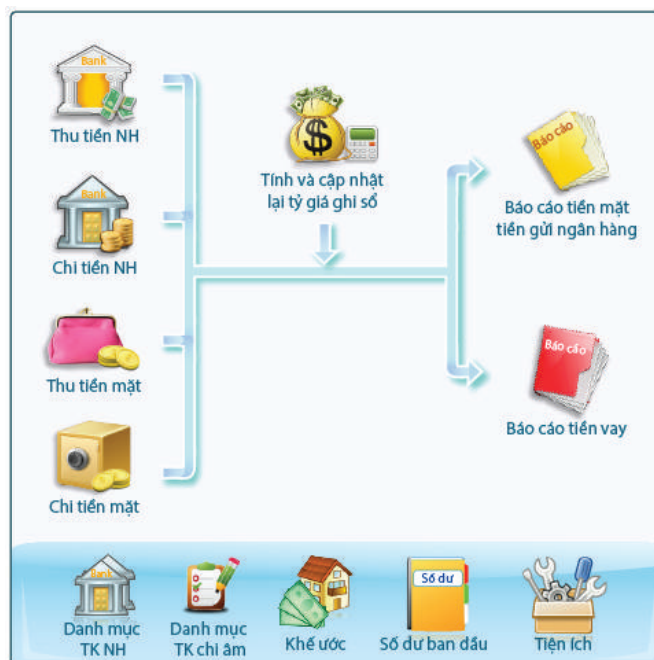 Bank
Thu tiền NH
Bank
Chi tiền NH
Thu tiền mặt
Chi tiền mặt
$
Tính và cập nhật
lại tỷ giá ghi sổ
Báo cáo
Báo cáo tiền mặt
tiền gửi ngân hàng
Báo cáo
Báo cáo tiền vay
Bank
Danh mục
TK NH
Danh mục
TK chi âm
Khế ước
Số dư
Số dư ban đầu
Tiện ích